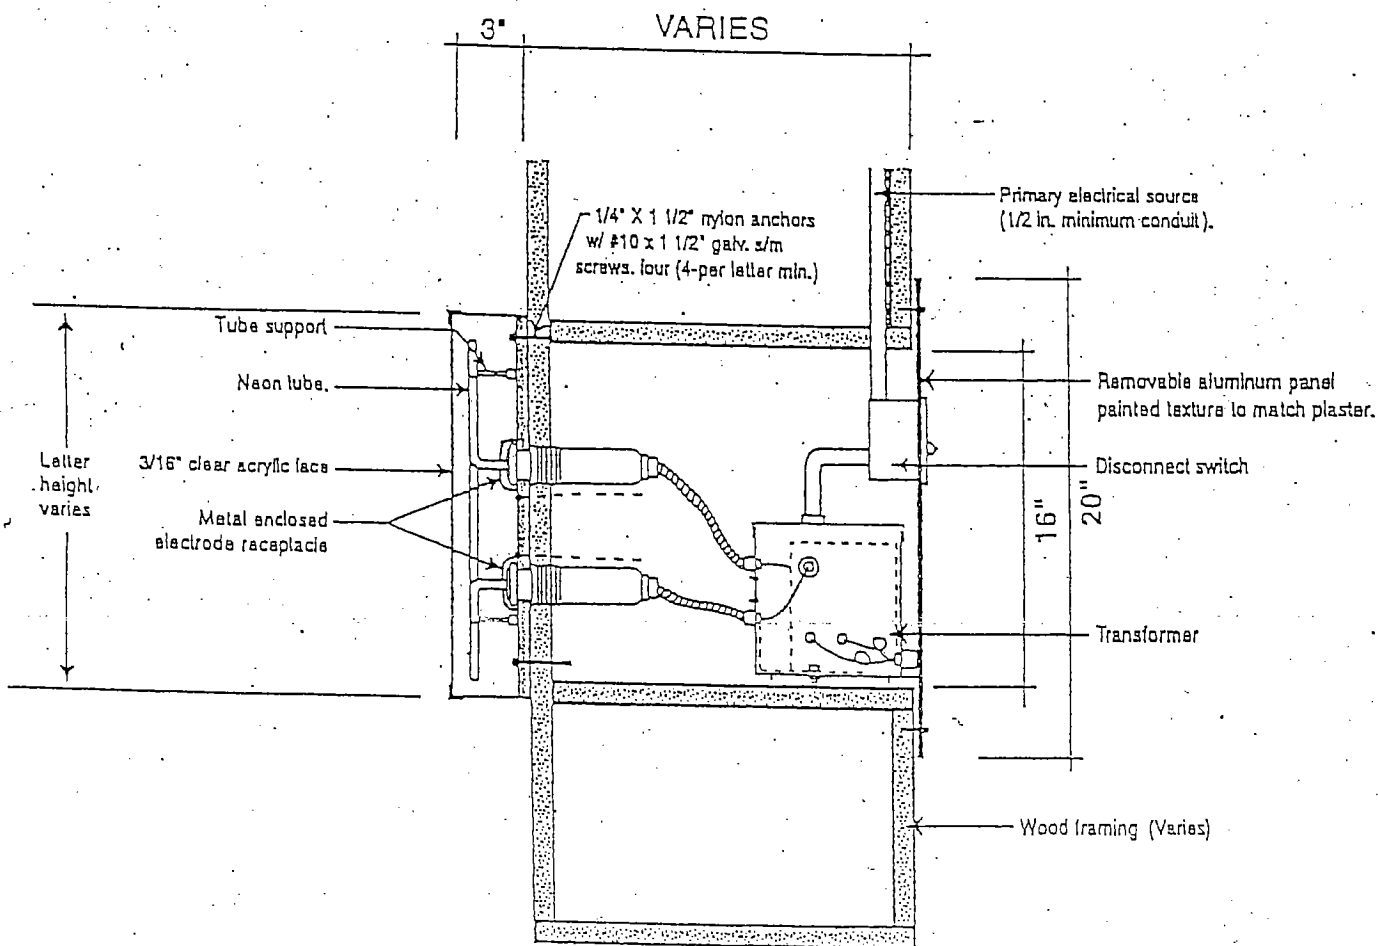 3" VARIES
Primary electrical source
(1/2 in. minimum conduit).
1/4" X 1 1/2" nylon anchors
w/ #10 x 1 1/2" galv. s/m
screws. four (4-per letter min.)
Tube support
Neon tube.
Removable aluminum panel
painted texture to match plaster.
Letter
height
varies
3/16" clear acrylic face
Disconnect switch
Metal enclosed
electrode receptacle
16"
20"
Transformer
Wood framing (Varies)